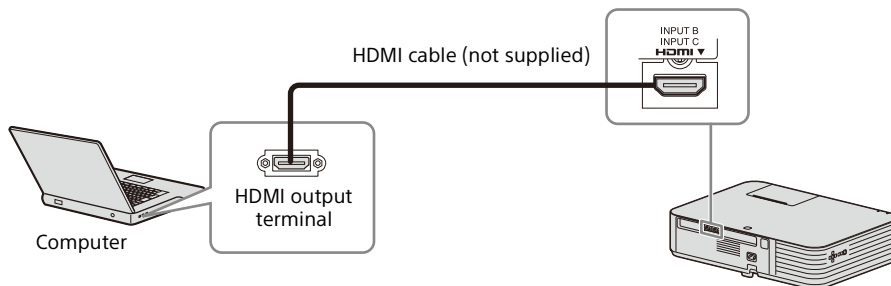 INPUT B
INPUT C
HDMI ▼
HDMI cable (not supplied)
HDMI output
terminal
Computer